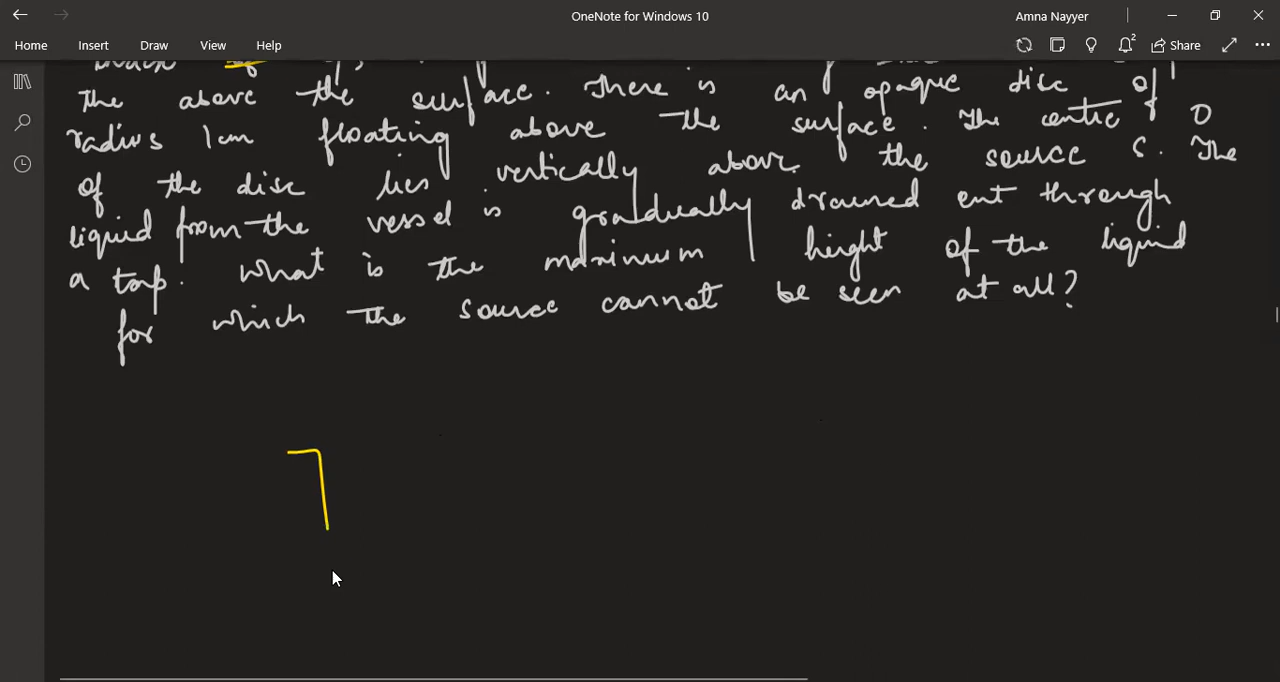 OneNote for Windows 10
Amna Nayyer
Home Insert Draw View Help
2
Share
The above the surface. There is an opaque disc of
radius 1cm floating above the surface. The centre O
of the disc lies vertically above the source S. The
liquid from the vessel is gradually drained out through
a tap. What is the maximum height of the liquid
for which the source cannot be seen at all?